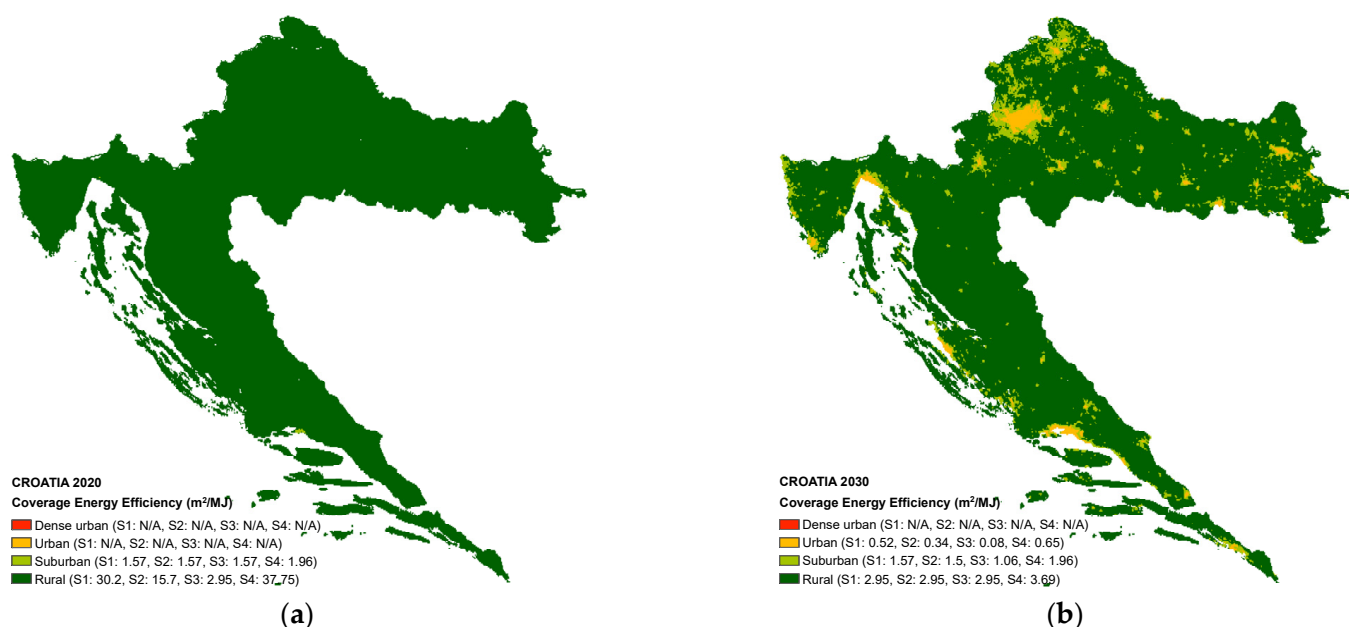 CROATIA 2020
Coverage Energy Efficiency (m²/MJ)
Dense urban (S1: N/A, S2: N/A, S3: N/A, S4: N/A)
Urban (S1: N/A, S2: N/A, S3: N/A, S4: N/A)
Suburban (S1: 1.57, S2: 1.57, S3: 1.57, S4: 1.96)
Rural (S1: 30.2, S2: 15.7, S3: 2.95, S4: 37.75)
(a)
CROATIA 2030
Coverage Energy Efficiency (m²/MJ)
Dense urban (S1: N/A, S2: N/A, S3: N/A, S4: N/A)
Urban (S1: 0.52, S2: 0.34, S3: 0.08, S4: 0.65)
Suburban (S1: 1.57, S2: 1.5, S3: 1.06, S4: 1.96)
Rural (S1: 2.95, S2: 2.95, S3: 2.95, S4: 3.69)
(b)